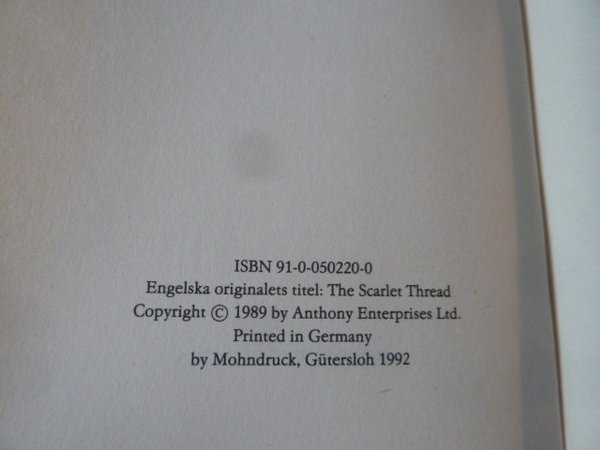 ISBN 91-0-050220-0
Engelska originalets titel: The Scarlet Thread
Copyright © 1989 by Anthony Enterprises Ltd.
Printed in Germany
by Mohndruck, Gütersloh 1992